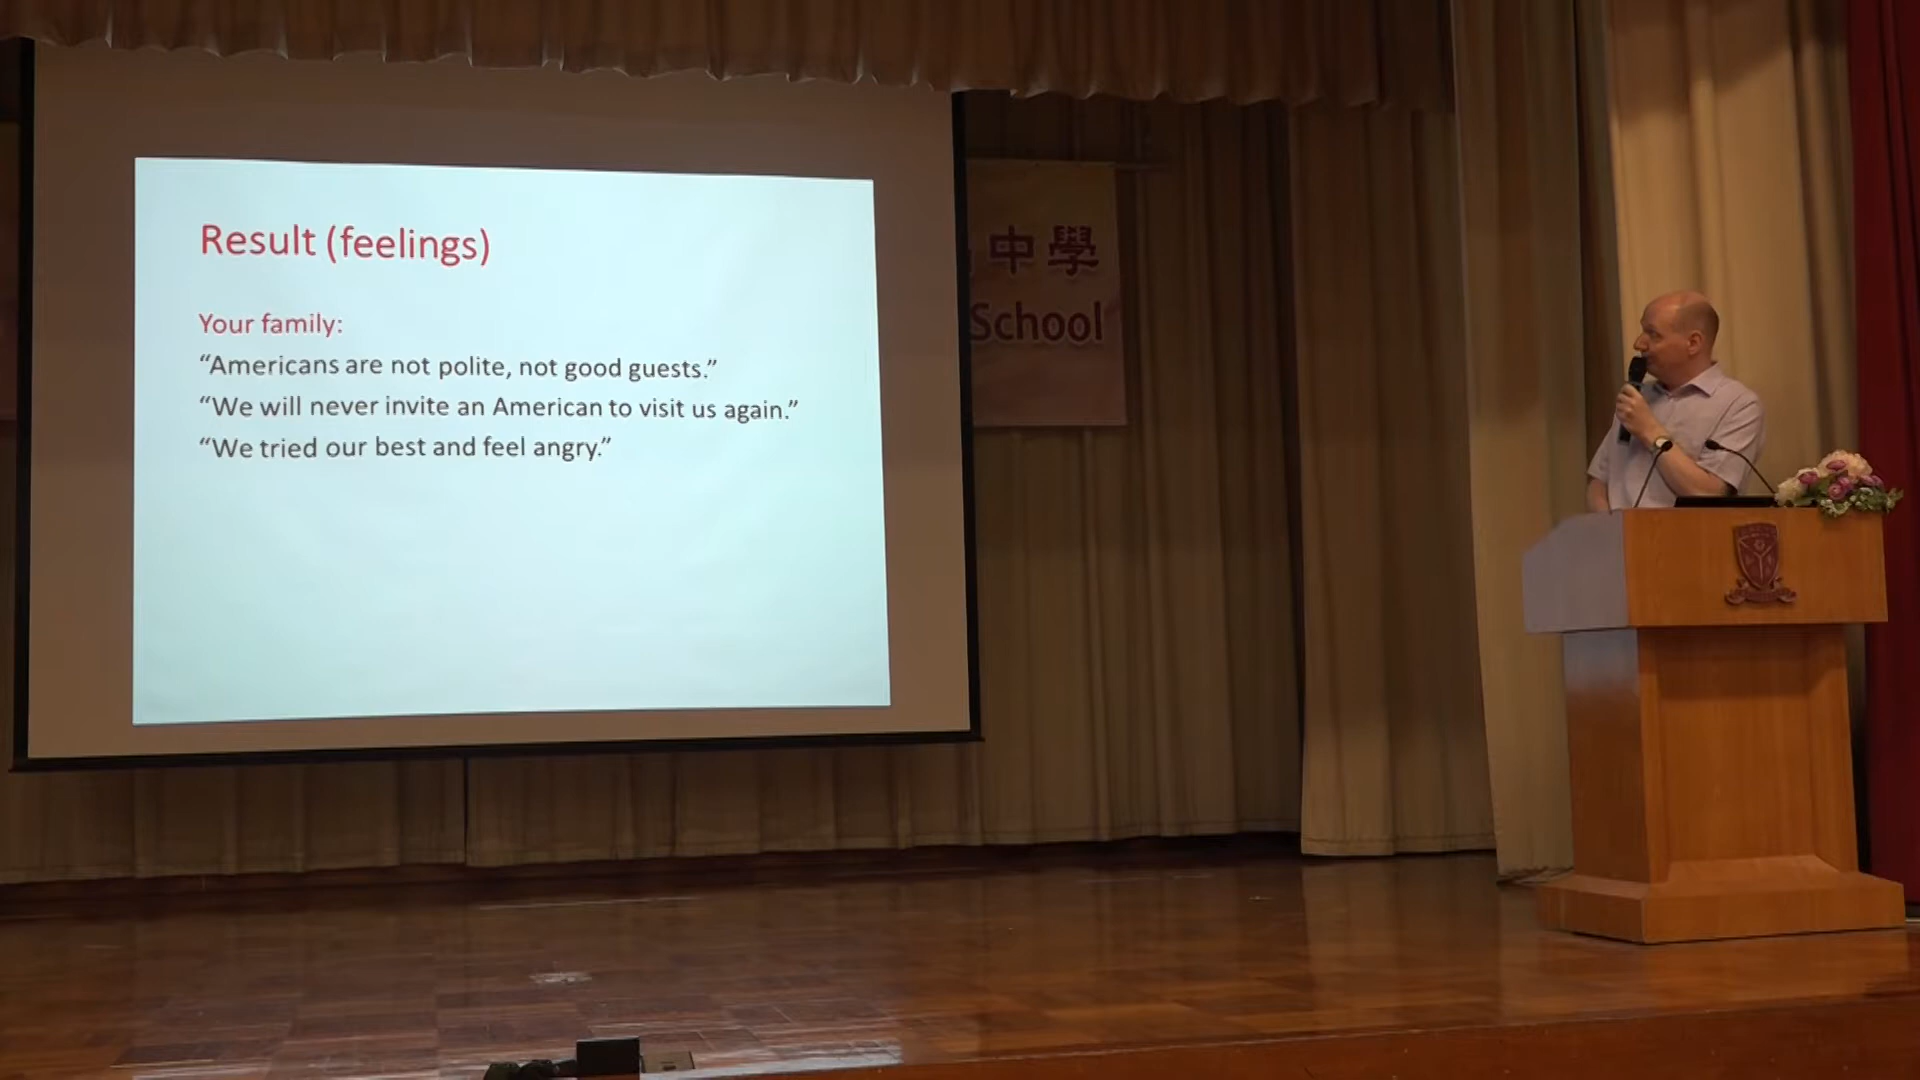 Result (feelings)
Your family:
“Americans are not polite, not good guests.”
“We will never invite an American to visit us again.”
“We tried our best and feel angry.”
中學
School